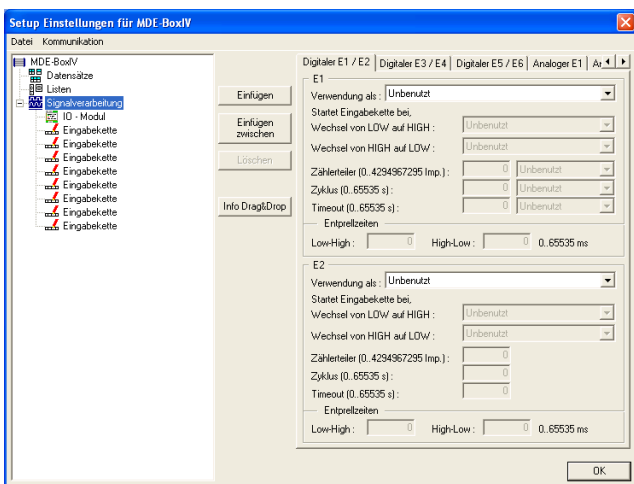 Setup Einstellungen für MDE-BoxIV
Datei Kommunikation
MDE-BoxIV
Datensätze
Listen
Signalverarbeitung
IO - Modul
Eingabekette
Eingabekette
Eingabekette
Eingabekette
Eingabekette
Eingabekette
Eingabekette
Eingabekette
Einfügen
Einfügen
zwischen
Löschen
Info Drag&Drop
Digitaler E1 / E2 Digitaler E3 / E4 Digitaler E5 / E6 Analoger E1
E1
Verwendung als : Unbenutzt
Startet Eingabekette bei,
Wechsel von LOW auf HIGH : Unbenutzt
Wechsel von HIGH auf LOW : Unbenutzt
Zählerteiler (0..4294967295 Imp.) : 0 Unbenutzt
Zyklus (0..65535 s) : 0 Unbenutzt
Timeout (0..65535 s) : 0 Unbenutzt
Entprellzeiten
Low-High : 0 High-Low : 0 0..65535 ms
E2
Verwendung als : Unbenutzt
Startet Eingabekette bei,
Wechsel von LOW auf HIGH : Unbenutzt
Wechsel von HIGH auf LOW : Unbenutzt
Zählerteiler (0..4294967295 Imp.) : 0
Zyklus (0..65535 s) : 0
Timeout (0..65535 s) : 0
Entprellzeiten
Low-High : 0 High-Low : 0 0..65535 ms
OK